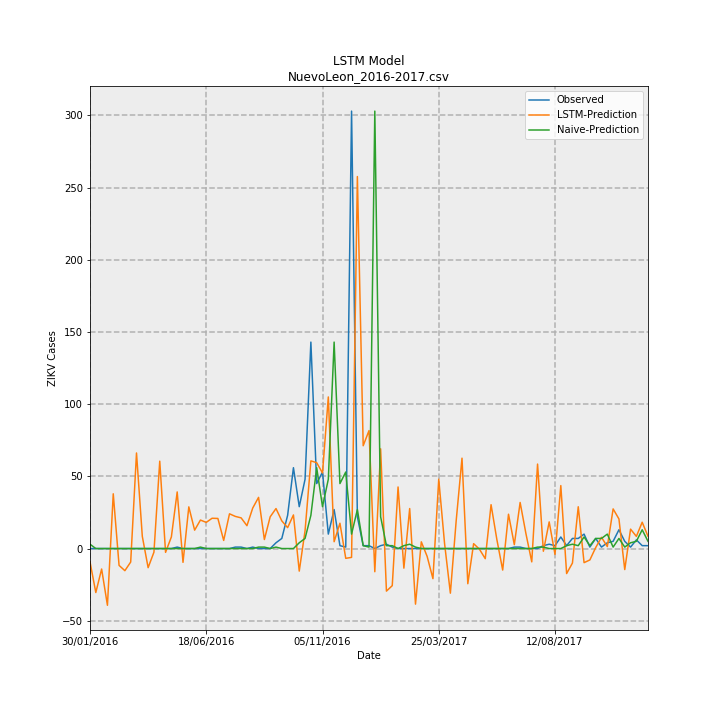 LSTM Model
NuevoLeon_2016-2017.csv
Observed
LSTM-Prediction
Naive-Prediction
300
250
200
150
100
50
0
−50
ZIKV Cases
30/01/2016 18/06/2016 05/11/2016 25/03/2017 12/08/2017
Date